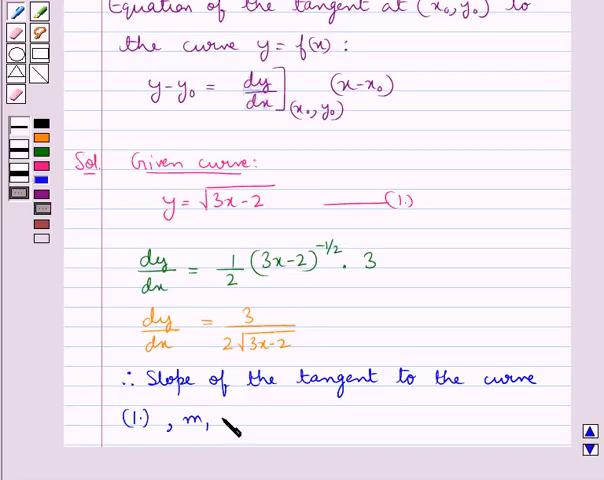 Equation of the tangent at (x₀, y₀) to
the curve y = f(x) :
y-y₀ = dy/dx](x₀, y₀) (x-x₀)
Sol. Given curve:
y = √(3x-2) ———(1.)
dy/dx = 1/2 (3x-2)^(-1/2) . 3
dy/dx = 3/(2√(3x-2))
∴ Slope of the tangent to the curve
(1.) , m₁